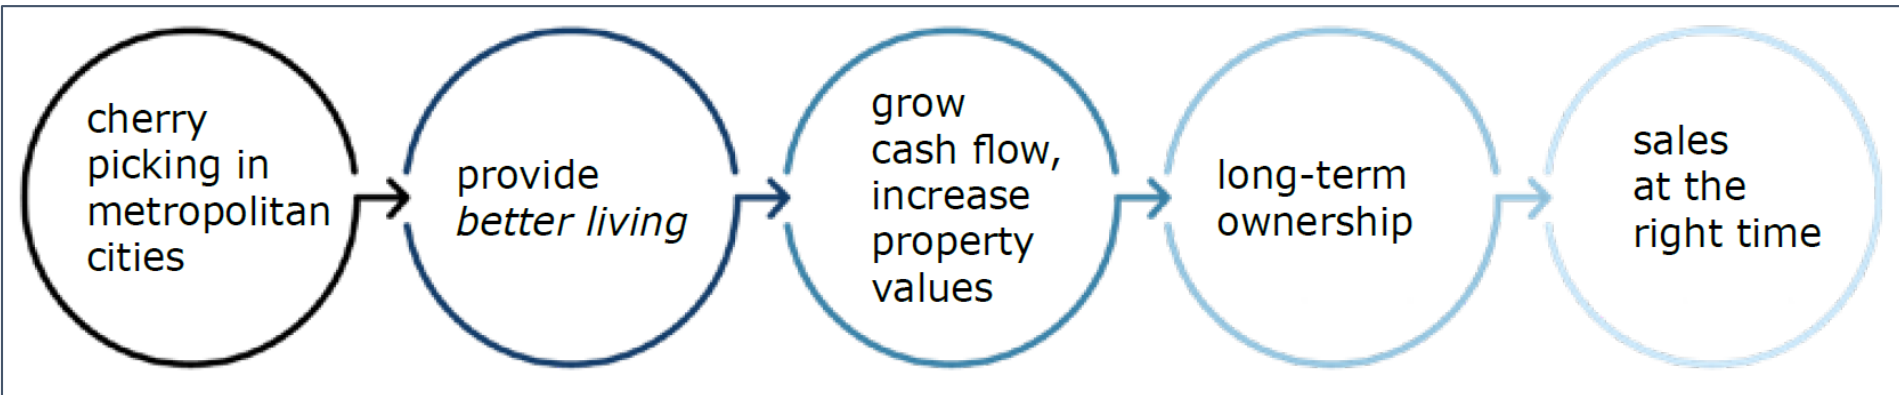 cherry
picking in
metropolitan
cities
provide
better living
grow
cash flow,
increase
property
values
long-term
ownership
sales
at the
right time